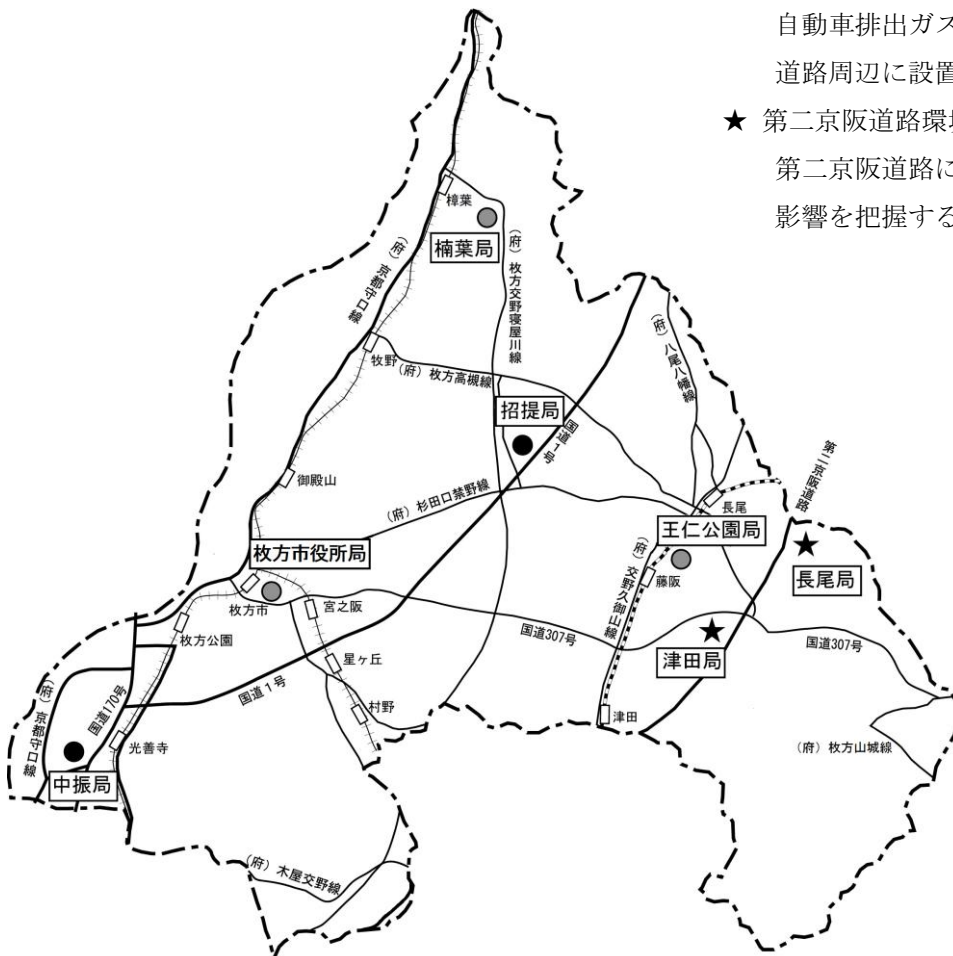 自動車排出ガス
道路周辺に設置
★ 第二京阪道路環境
第二京阪道路に
影響を把握する
樟葉
楠葉局
(府)京都守口線
(府)枚方交野寝屋川線
(府)八尾八幡線
牧野
(府)枚方高槻線
招提局
国道1号
第二京阪道路
御殿山
(府)杉田口禁野線
長尾
王仁公園局
枚方市役所局
(府)交野久御山線
藤阪
長尾局
枚方市
宮之阪
枚方公園
国道307号
津田局
国道307号
星ヶ丘
国道1号
村野
津田
(府)京都守口線
国道170号
光善寺
(府)枚方山城線
中振局
(府)木屋交野線